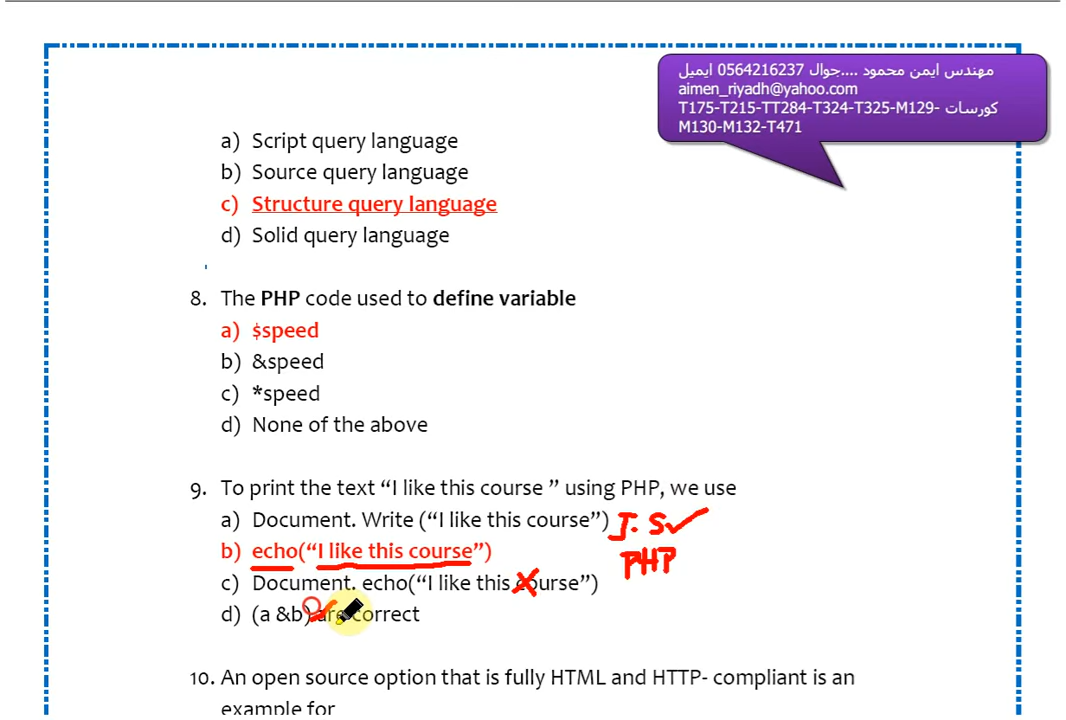 مهندس ايمن محمود ....جوال 0564216237 ايميل
aimen_riyadh@yahoo.com
كورسات T175-T215-TT284-T324-T325-M129-
M130-M132-T471
a) Script query language
b) Source query language
c) Structure query language
d) Solid query language
8. The PHP code used to define variable
a) $speed
b) &speed
c) *speed
d) None of the above
9. To print the text “I like this course ” using PHP, we use
a) Document. Write (“I like this course”) J. S
b) echo(“I like this course”) PHP
c) Document. echo(“I like this course”)
d) (a &b) are correct
10. An open source option that is fully HTML and HTTP- compliant is an
example for